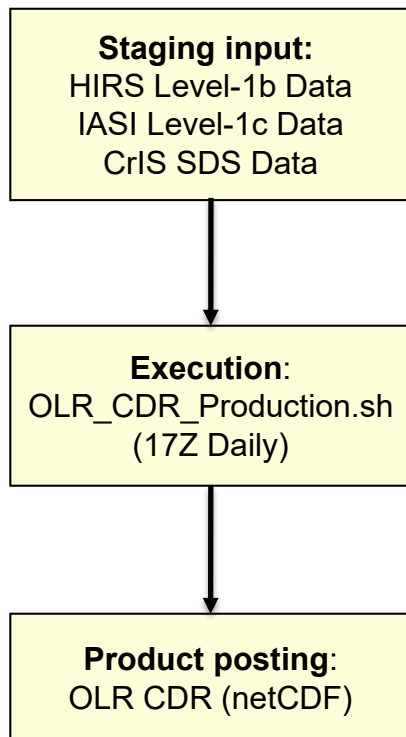 Staging input:
HIRS Level-1b Data
IASI Level-1c Data
CrIS SDS Data
Execution:
OLR_CDR_Production.sh
(17Z Daily)
Product posting:
OLR CDR (netCDF)